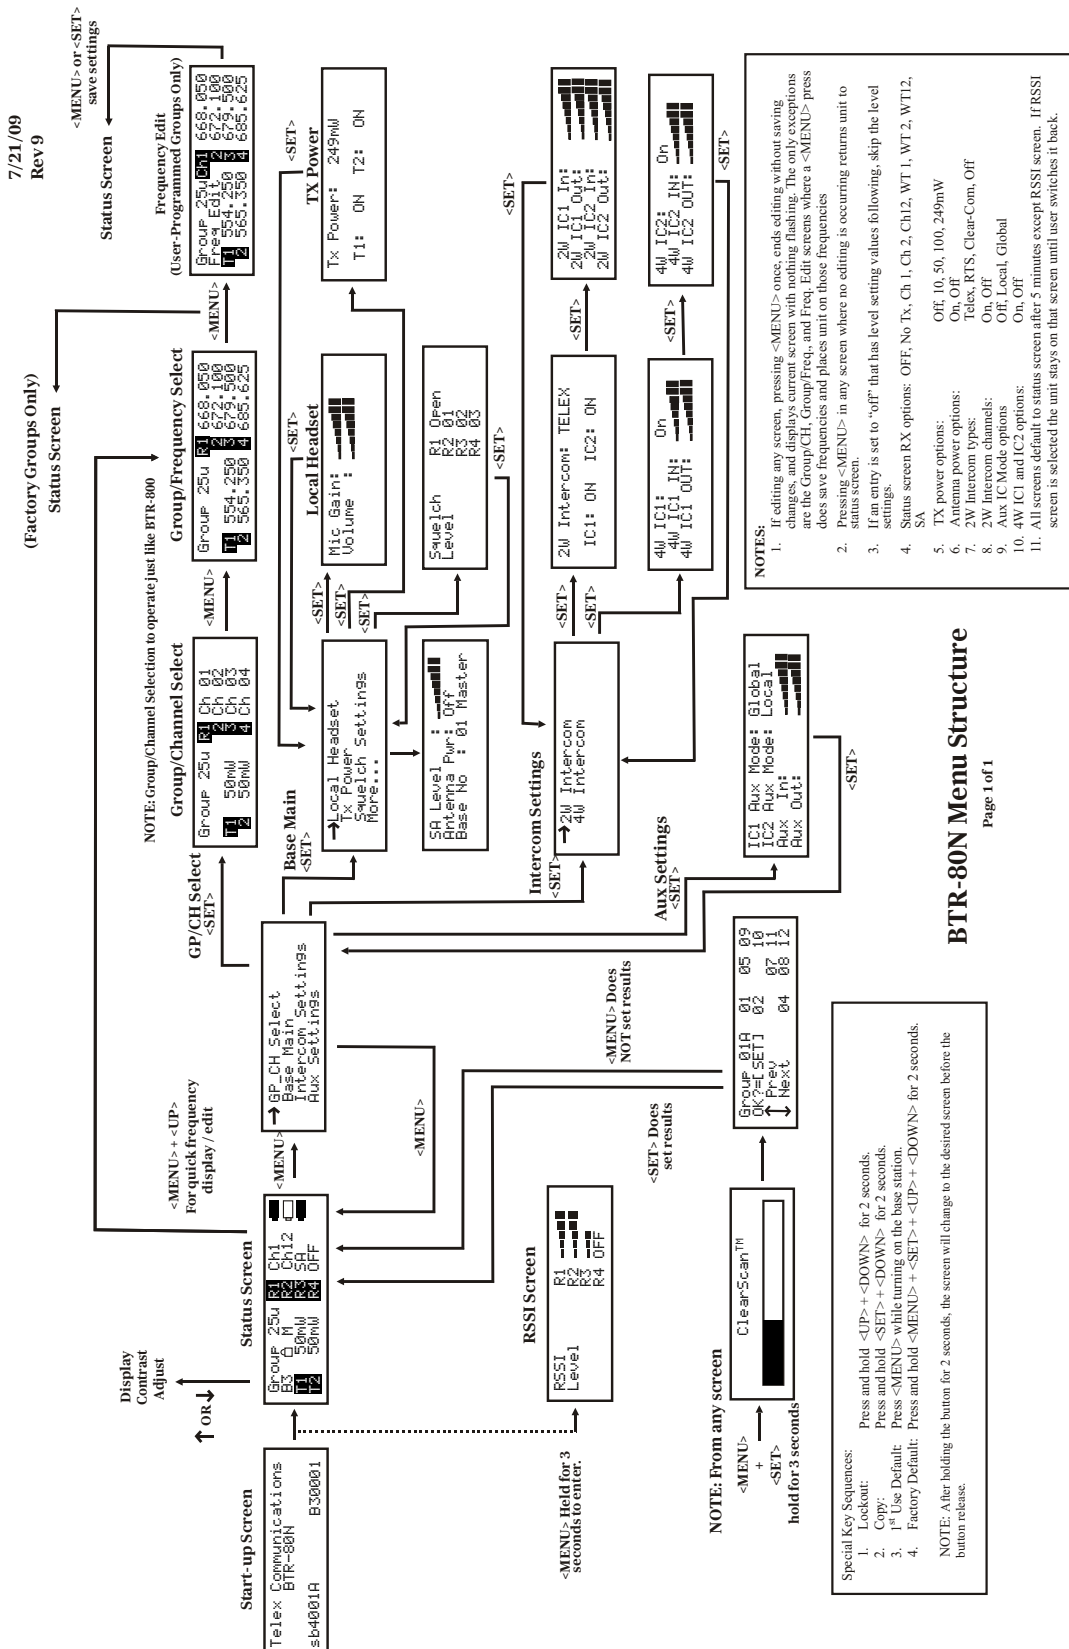 7/21/09
Rev 9
(Factory Groups Only)
Status Screen
Status Screen
<MENU> or <SET>
save settings
NOTE: Group/Channel Selection to operate just like BTR-800
<MENU> + <UP>
For quick frequency
display / edit
Display
Contrast
Adjust
↑ OR ↓
Start-up Screen
Telex Communications
BTR-80N
sb4001A B30001
Status Screen
Group 25u R1 Ch1
B3 M R2 Ch12
T1 50mW R3 SA
T2 50mW R4 OFF
<MENU>
→GP_CH Select
Base Main
Intercom Settings
Aux Settings
<MENU>
GP/CH Select
<SET>
Group/Channel Select
Group 25u R1 Ch 01
2 Ch 02
T1 50mW 3 Ch 03
2 50mW 4 Ch 04
<MENU>
Group/Frequency Select
Group 25u R1 668.050
2 672.100
T1 554.250 3 679.500
2 565.350 4 685.625
<MENU>
Frequency Edit
(User-Programmed Groups Only)
Group 25u Ch1 668.050
Freq Edit 2 672.100
T1 554.250 3 679.500
2 565.350 4 685.625
Base Main
<SET>
→Local Headset
Tx Power
Squelch Settings
More...
SA Level :
Antenna Pwr: Off
Base No : 01 Master
<SET>
<SET>
<SET>
<SET>
Local Headset
Mic Gain:
Volume :
<SET>
TX Power
Tx Power: 249mW
T1: ON T2: ON
Squelch R1 Open
Level R2 01
R3 02
R4 03
<SET>
Intercom Settings
<SET>
→2W Intercom
4W Intercom
<SET>
<SET>
2W Intercom: TELEX
IC1: ON IC2: ON
<SET>
2W IC1 In:
2W IC1 Out:
2W IC2 In:
2W IC2 Out:
<SET>
4W IC1: On
4W IC1 IN:
4W IC1 OUT:
<SET>
4W IC2: On
4W IC2 IN:
4W IC2 OUT:
<SET>
Aux Settings
<SET>
IC1 Aux Mode: Global
IC2 Aux Mode: Local
Aux In:
Aux Out:
<SET>
<MENU> Held for 3
seconds to enter.
RSSI Screen
RSSI R1
Level R2
R3
R4 OFF
<SET> Does
set results
<MENU> Does
NOT set results
NOTE: From any screen
<MENU>
+
<SET>
hold for 3 seconds
ClearScan™
Group 01A 01 05 09
OK?=[SET] 02 10
Prev 07 11
Next 04 08 12
Special Key Sequences:
1. Lockout: Press and hold <UP> + <DOWN> for 2 seconds.
2. Copy: Press and hold <SET> + <DOWN> for 2 seconds.
3. 1st Use Default: Press <MENU> while turning on the base station.
4. Factory Default: Press and hold <MENU> + <SET> + <UP> + <DOWN> for 2 seconds.
NOTE: After holding the button for 2 seconds, the screen will change to the desired screen before the
button release.
NOTES:
1. If editing any screen, pressing <MENU> once, ends editing without saving
changes, and displays current screen with nothing flashing. The only exceptions
are the Group/CH, Group/Freq., and Freq. Edit screens where a <MENU> press
does save frequencies and places unit on those frequencies
2. Pressing <MENU> in any screen where no editing is occurring returns unit to
status screen.
3. If an entry is set to "off" that has level setting values following, skip the level
settings.
4. Status screen RX options: OFF, No Tx, Ch 1, Ch 2, Ch12, WT 1, WT 2, WT12,
SA
5. TX power options: Off, 10, 50, 100, 249mW
6. Antenna power options: On, Off
7. 2W Intercom types: Telex, RTS, Clear-Com, Off
8. 2W Intercom channels: On, Off
9. Aux IC Mode options Off, Local, Global
10. 4W IC1 and IC2 options: On, Off
11. All screens default to status screen after 5 minutes except RSSI screen. If RSSI
screen is selected the unit stays on that screen until user switches it back.
BTR-80N Menu Structure
Page 1 of 1